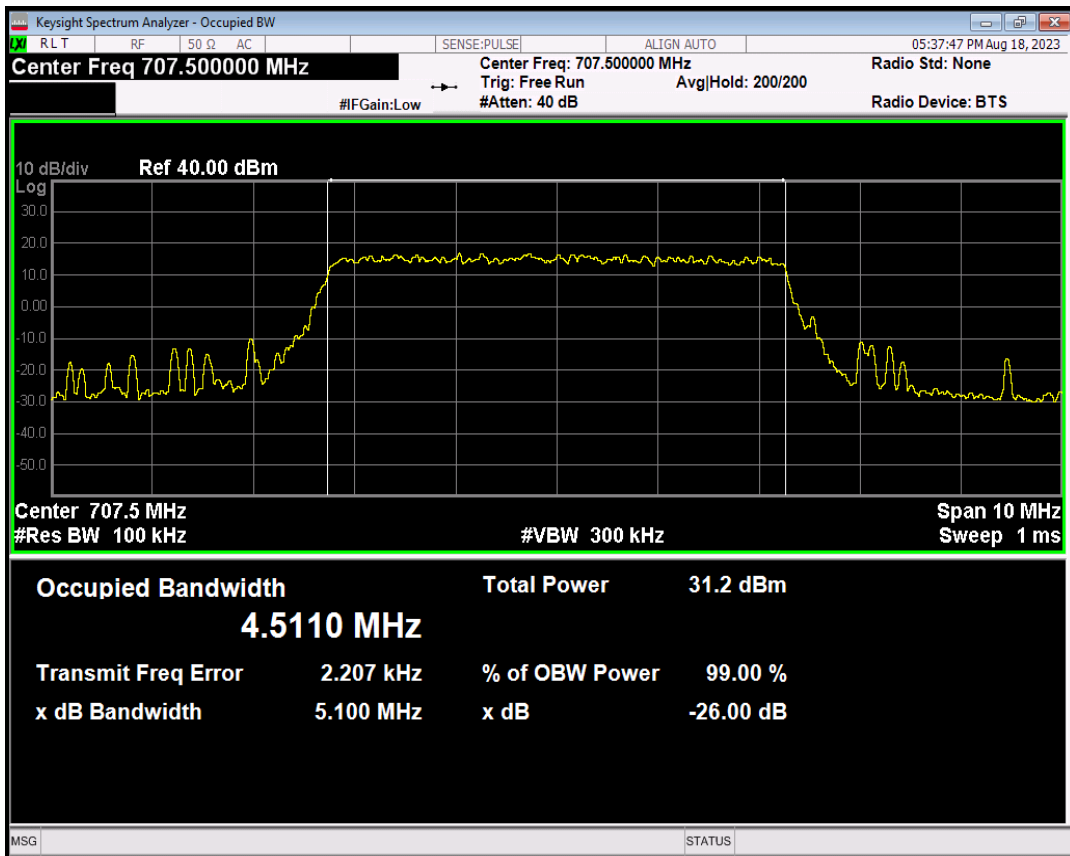 Keysight Spectrum Analyzer - Occupied BW
LXI RLT RF 50 Ω AC SENSE:PULSE ALIGN AUTO 05:37:47 PM Aug 18, 2023
Center Freq 707.500000 MHz
Center Freq: 707.500000 MHz
Radio Std: None
Trig: Free Run
Avg|Hold: 200/200
#IFGain:Low
#Atten: 40 dB
Radio Device: BTS
10 dB/div Ref 40.00 dBm
Log
30.0
20.0
10.0
0.00
-10.0
-20.0
-30.0
-40.0
-50.0
Center 707.5 MHz Span 10 MHz
#Res BW 100 kHz #VBW 300 kHz Sweep 1 ms
Occupied Bandwidth
Total Power 31.2 dBm
4.5110 MHz
Transmit Freq Error 2.207 kHz % of OBW Power 99.00 %
x dB Bandwidth 5.100 MHz x dB -26.00 dB
MSG STATUS